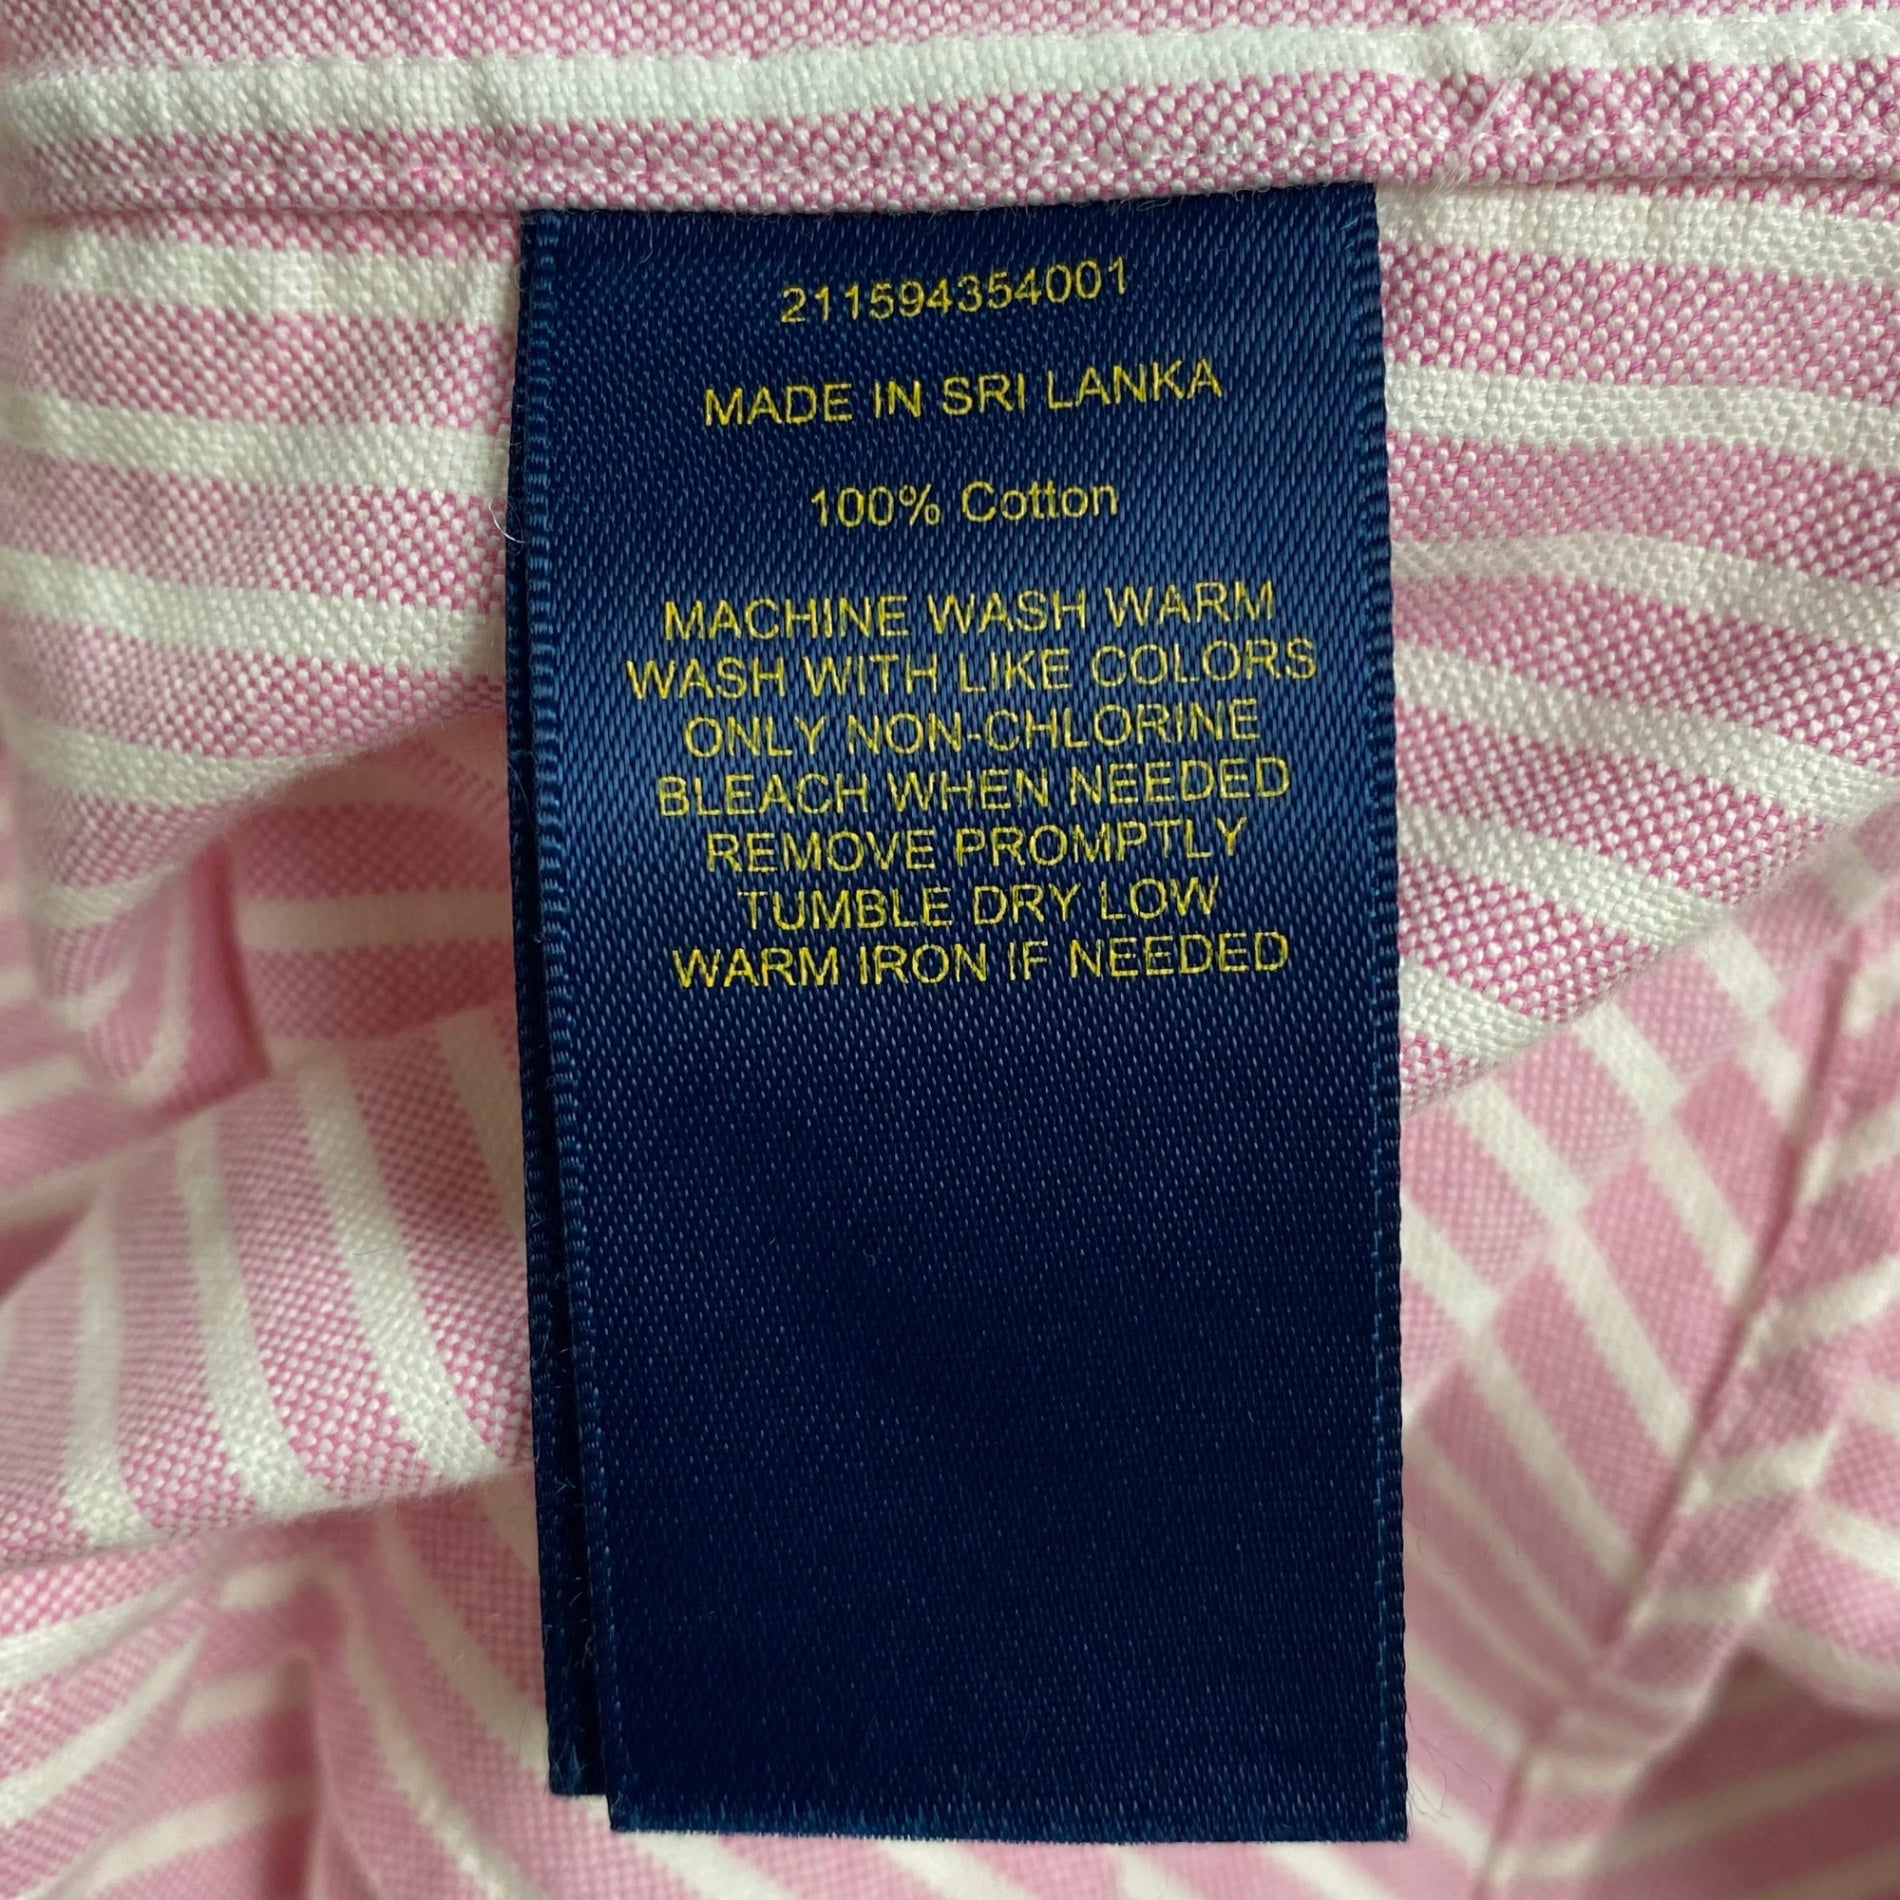 211594354001
MADE IN SRI LANKA
100% Cotton
MACHINE WASH WARM
WASH WITH LIKE COLORS
ONLY NON-CHLORINE
BLEACH WHEN NEEDED
REMOVE PROMPTLY
TUMBLE DRY LOW
WARM IRON IF NEEDED